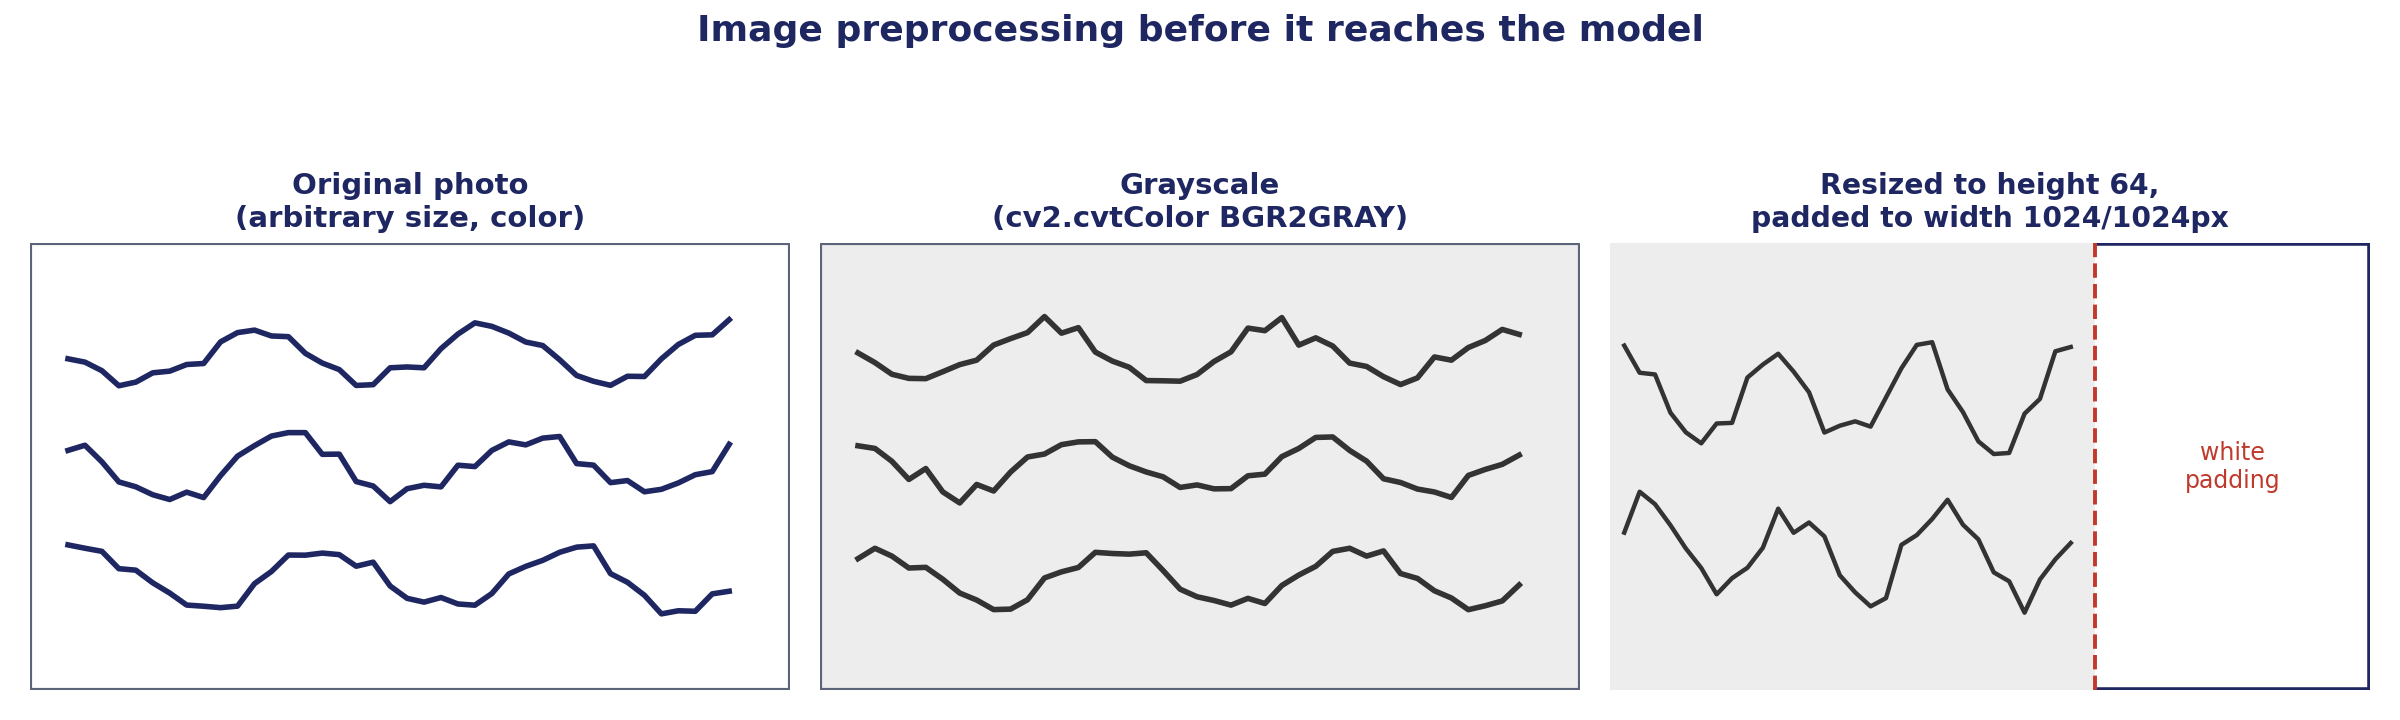 Image preprocessing before it reaches the model
Original photo
(arbitrary size, color)
Grayscale
(cv2.cvtColor BGR2GRAY)
Resized to height 64,
padded to width 1024/1024px
white
padding